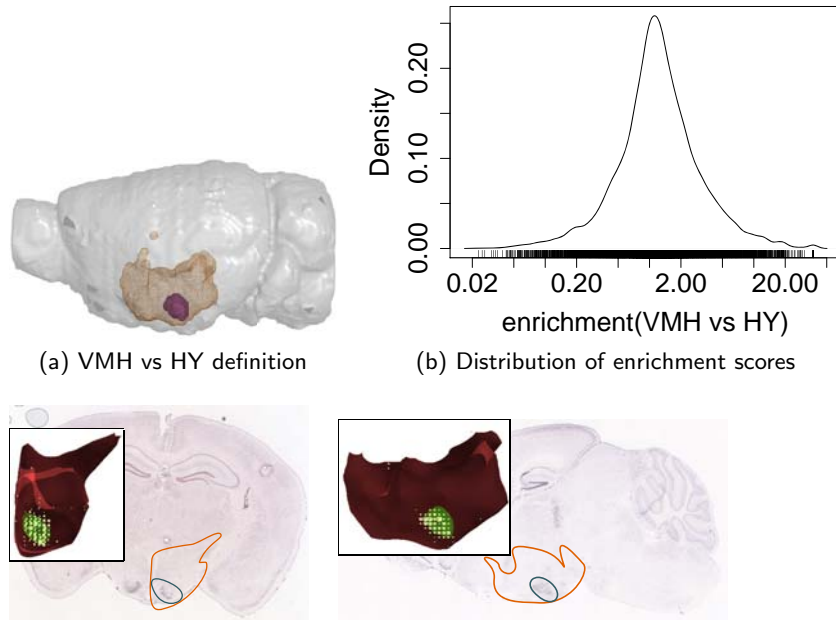 0.20
0.10
0.00
Density
0.02
0.20
2.00
20.00
enrichment(VMH vs HY)
(a) VMH vs HY definition
(b) Distribution of enrichment scores